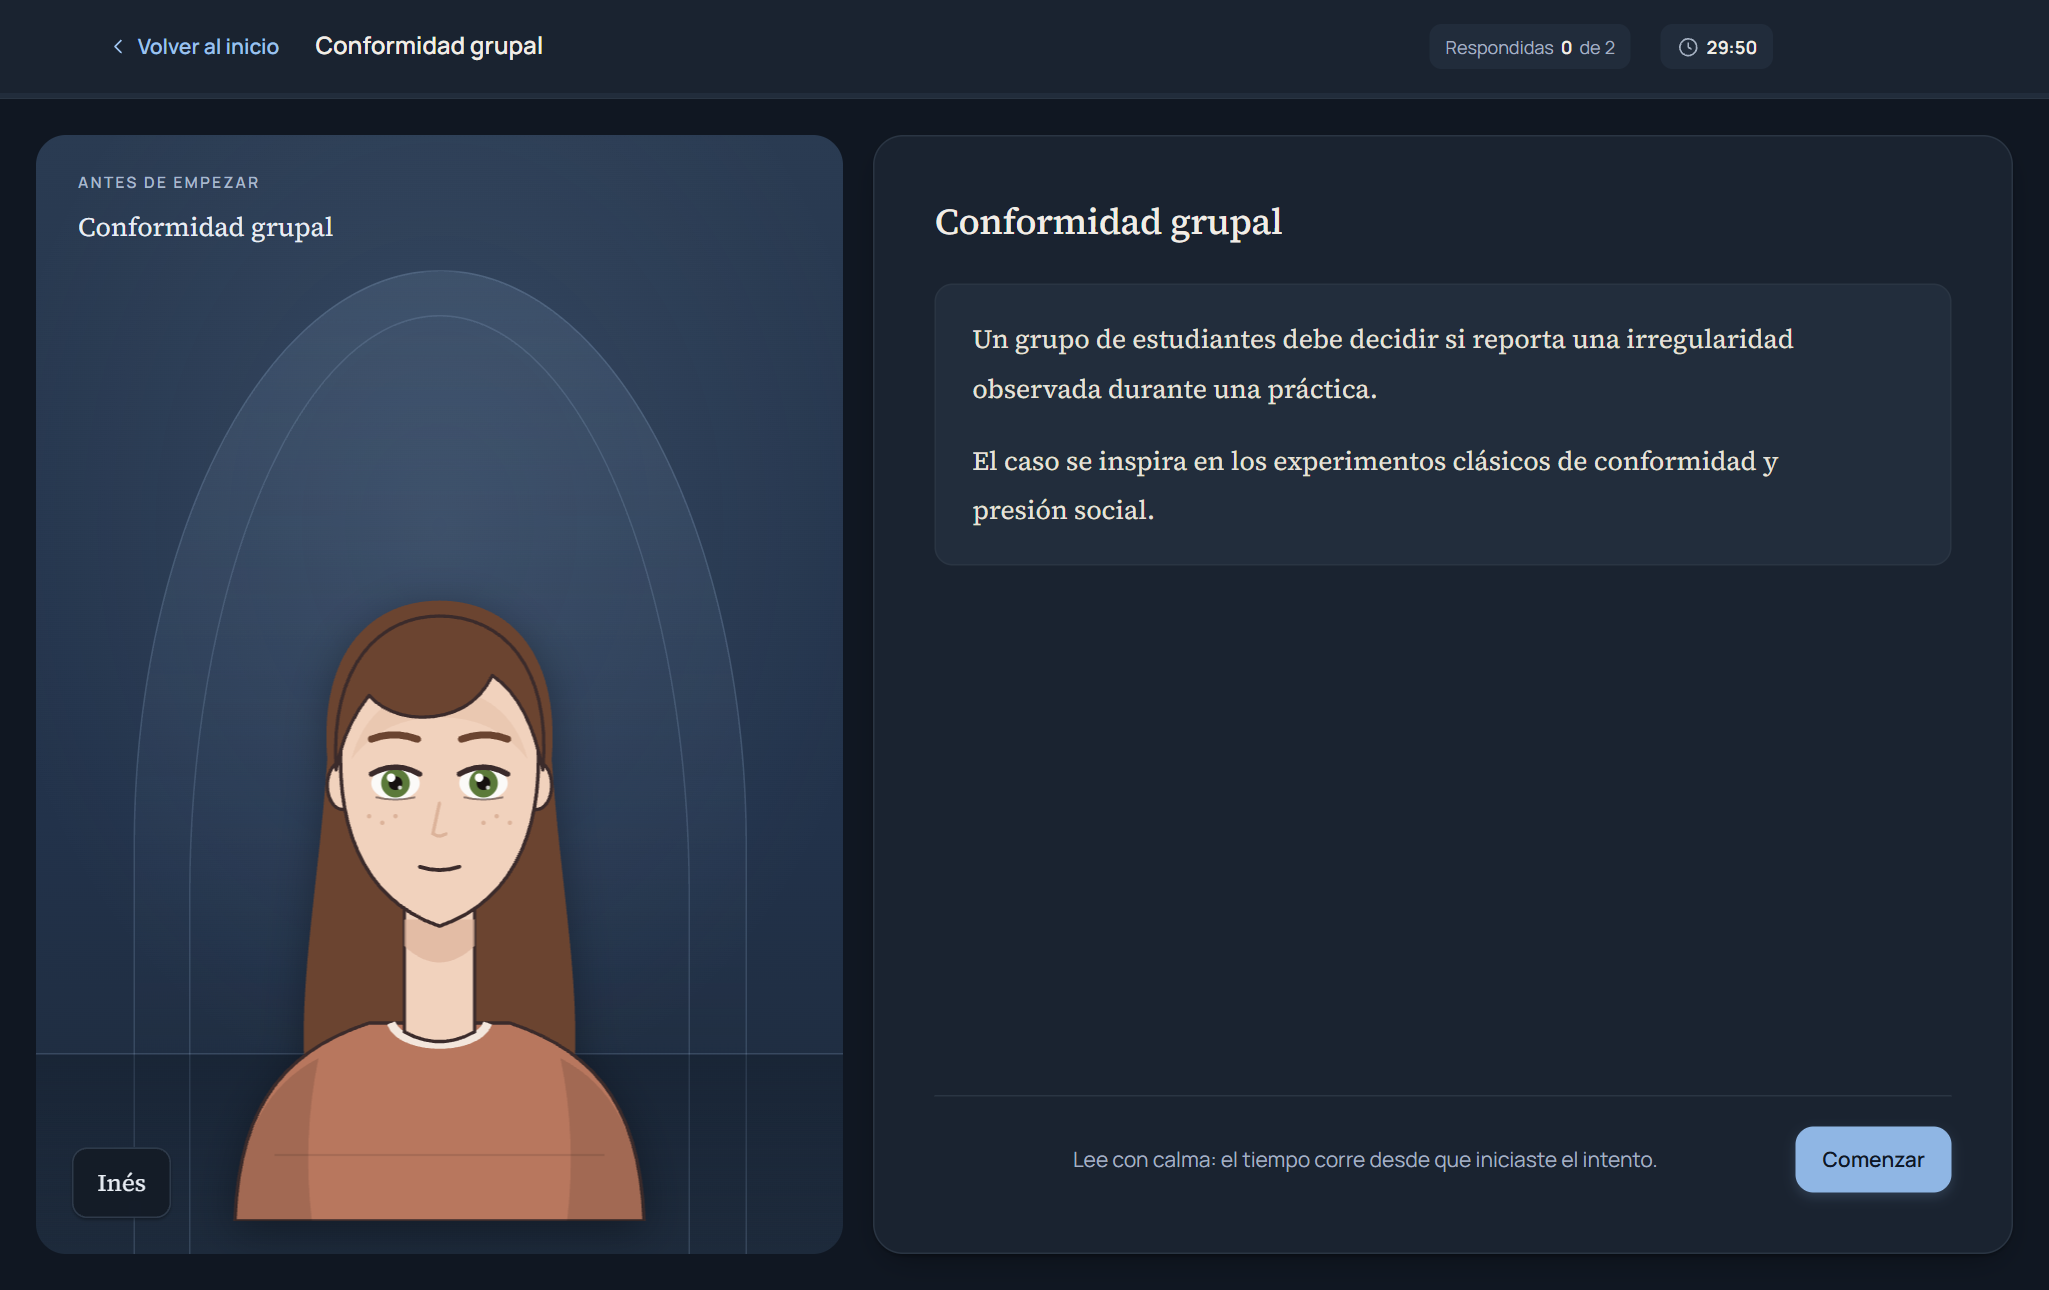 Volver al inicio
Conformidad grupal
Respondidas 0 de 2
29:50
ANTES DE EMPEZAR
Conformidad grupal
Inés
Conformidad grupal
Un grupo de estudiantes debe decidir si reporta una irregularidad
observada durante una práctica.
El caso se inspira en los experimentos clásicos de conformidad y
presión social.
Lee con calma: el tiempo corre desde que iniciaste el intento.
Comenzar